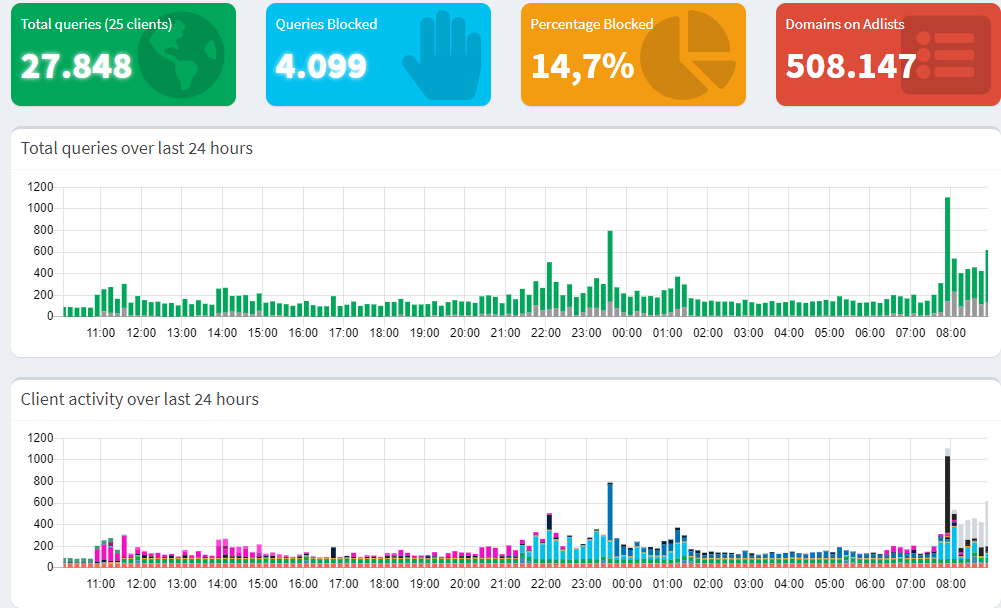 Total queries (25 clients)
27.848
Queries Blocked
4.099
Percentage Blocked
14,7%
Domains on Adlists
508.147
Total queries over last 24 hours
1200
1000
800
600
400
200
0
11:00 12:00 13:00 14:00 15:00 16:00 17:00 18:00 19:00 20:00 21:00 22:00 23:00 00:00 01:00 02:00 03:00 04:00 05:00 06:00 07:00 08:00
Client activity over last 24 hours
1200
1000
800
600
400
200
0
11:00 12:00 13:00 14:00 15:00 16:00 17:00 18:00 19:00 20:00 21:00 22:00 23:00 00:00 01:00 02:00 03:00 04:00 05:00 06:00 07:00 08:00